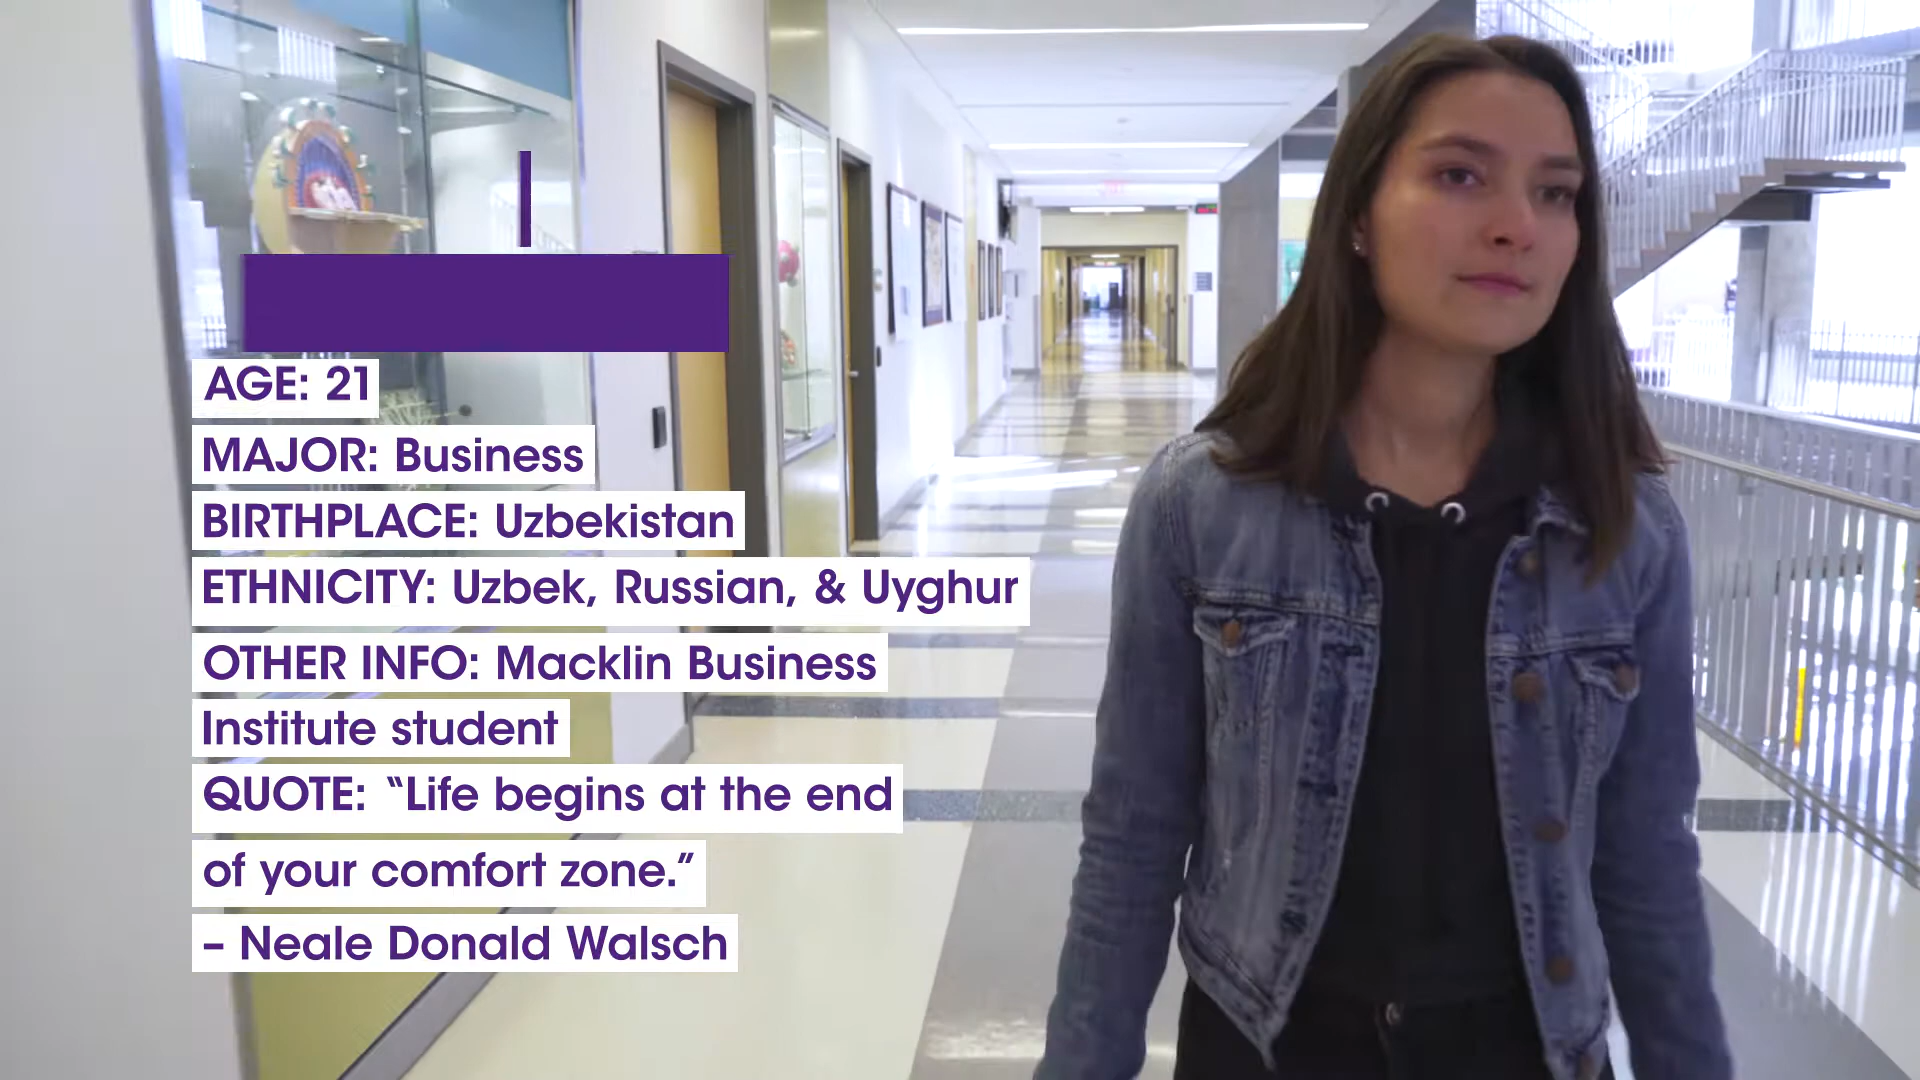 AGE: 21
MAJOR: Business
BIRTHPLACE: Uzbekistan
ETHNICITY: Uzbek, Russian, & Uyghur
OTHER INFO: Macklin Business
Institute student
QUOTE: “Life begins at the end
of your comfort zone.”
– Neale Donald Walsch